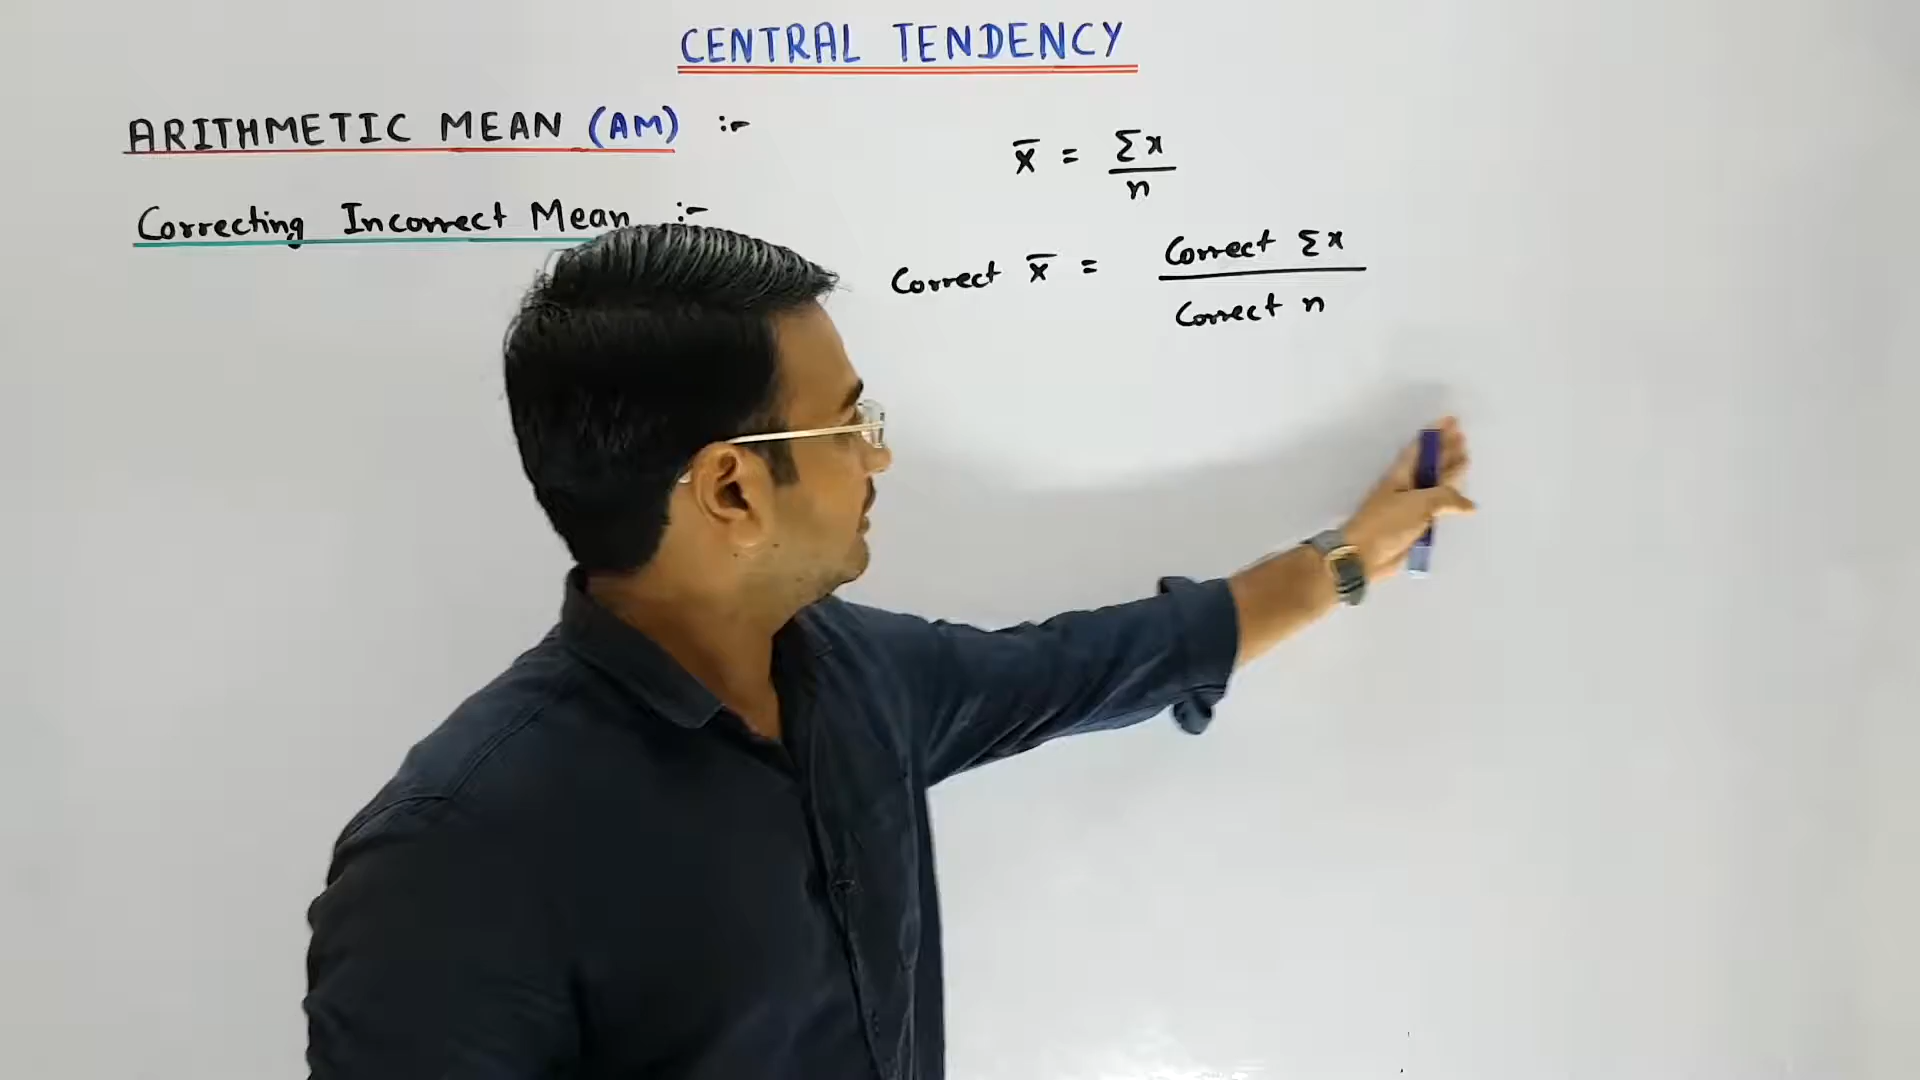 CENTRAL TENDENCY
ARITHMETIC MEAN (AM) :-
x̄ = Σx / n
Correcting Incorrect Mean :-
Correct x̄ = Correct Σx / Correct n